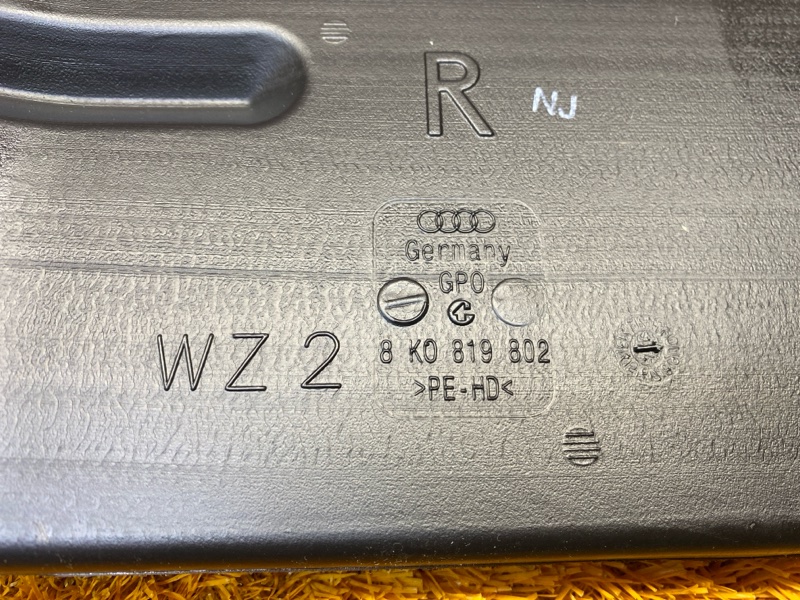 R
NJ
Germany
GPO
8 K0 819 802
>PE-HD<
WZ 2